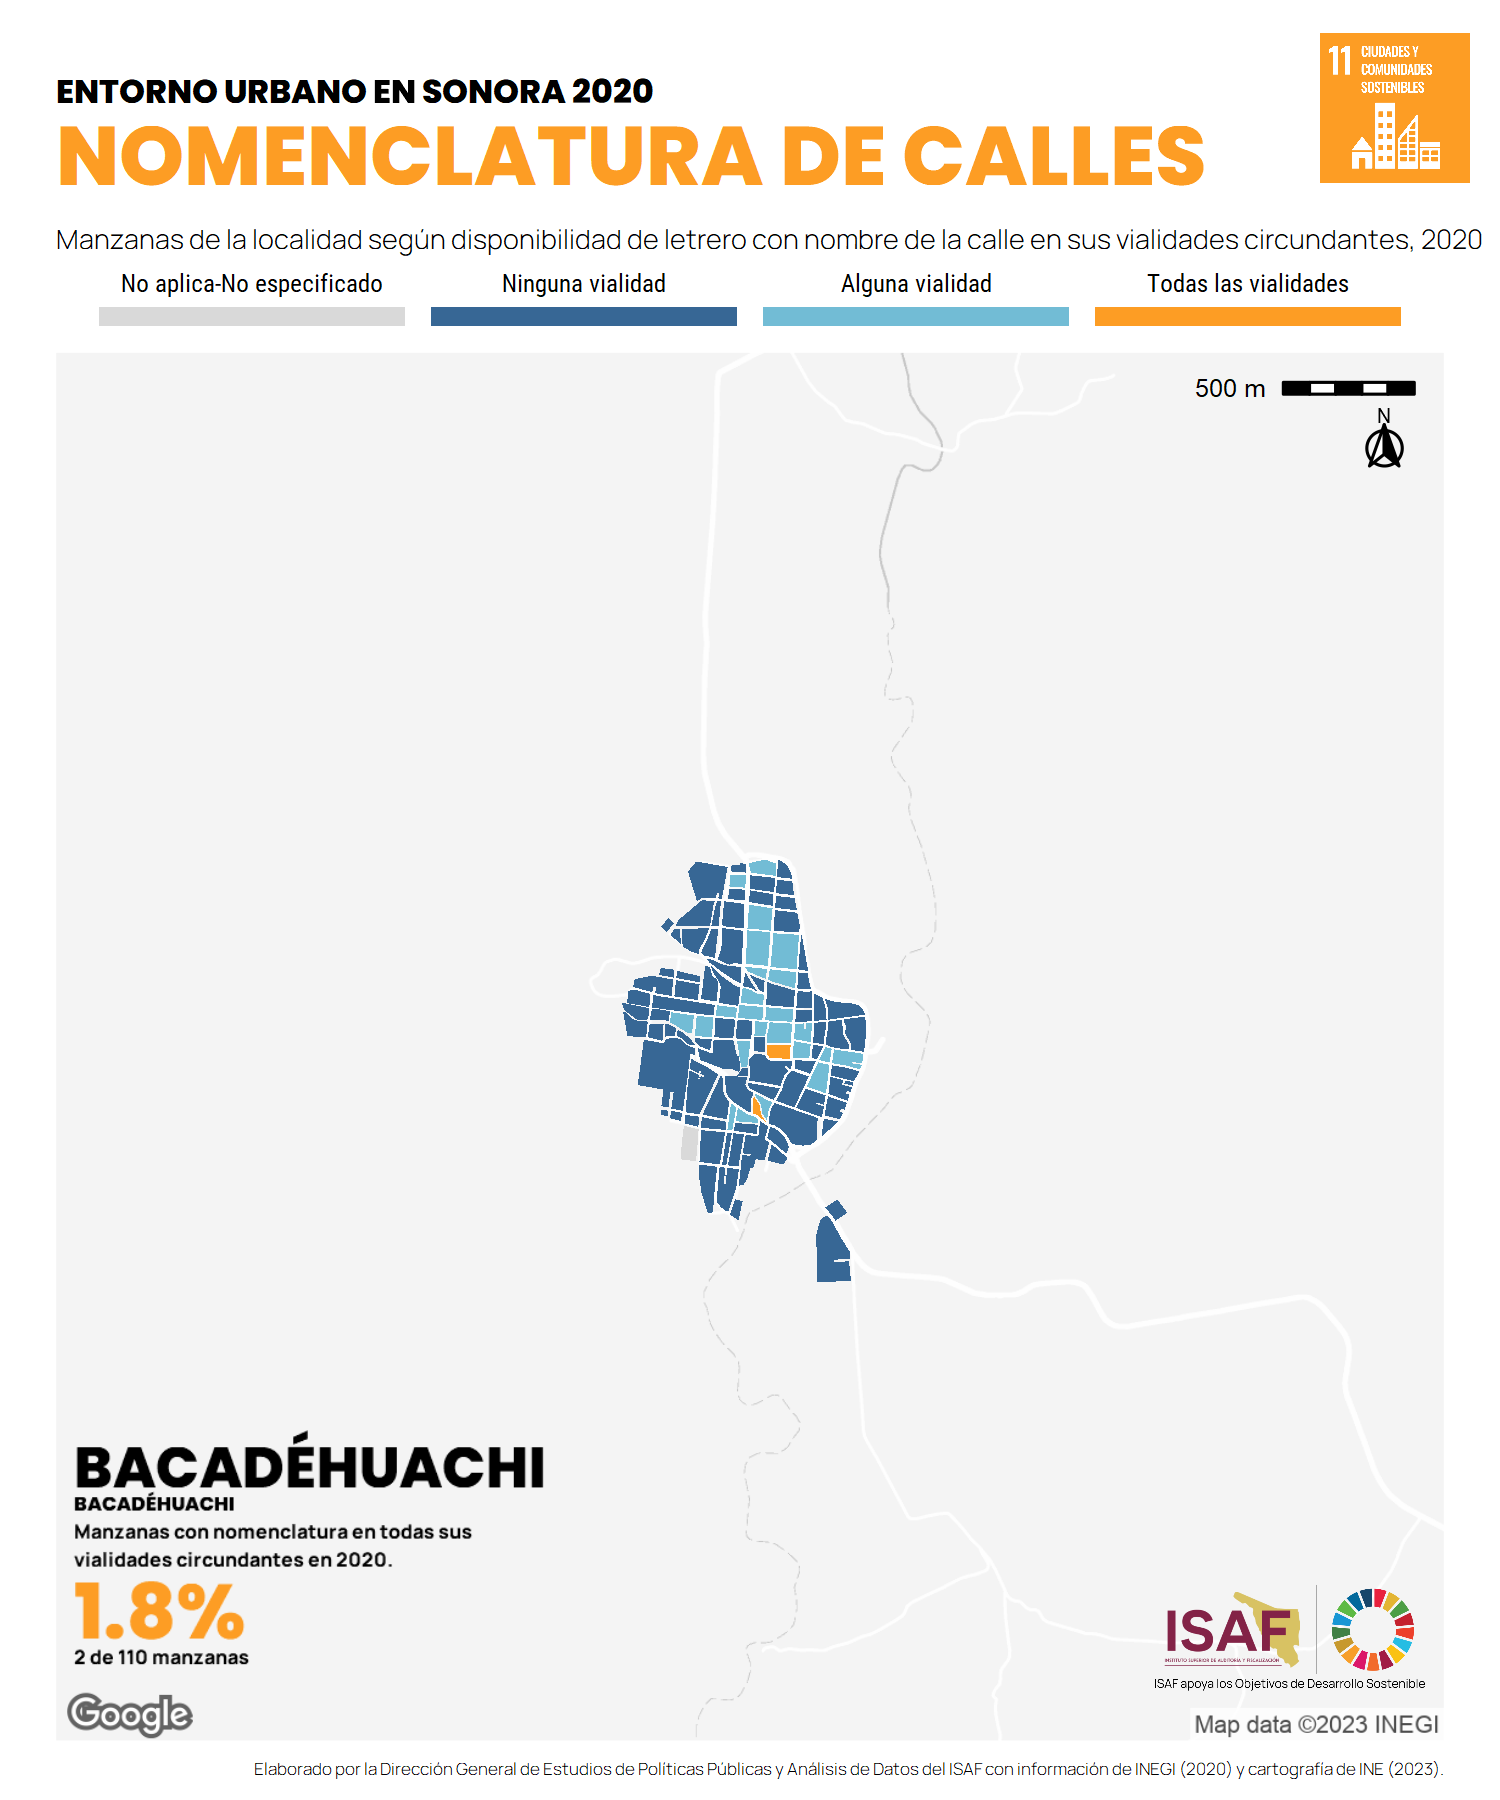 11 CIUDADES Y
COMUNIDADES
SOSTENIBLES
ENTORNO URBANO EN SONORA 2020
NOMENCLATURA DE CALLES
Manzanas de la localidad según disponibilidad de letrero con nombre de la calle en sus vialidades circundantes, 2020
No aplica-No especificado
Ninguna vialidad
Alguna vialidad
Todas las vialidades
500 m
N
BACADÉHUACHI
BACADÉHUACHI
Manzanas con nomenclatura en todas sus
vialidades circundantes en 2020.
1.8%
2 de 110 manzanas
Google
ISAF
INSTITUTO SUPERIOR DE AUDITORÍA Y FISCALIZACIÓN
ISAF apoya los Objetivos de Desarrollo Sostenible
Map data ©2023 INEGI
Elaborado por la Dirección General de Estudios de Políticas Públicas y Análisis de Datos del ISAF con información de INEGI (2020) y cartografía de INE (2023).